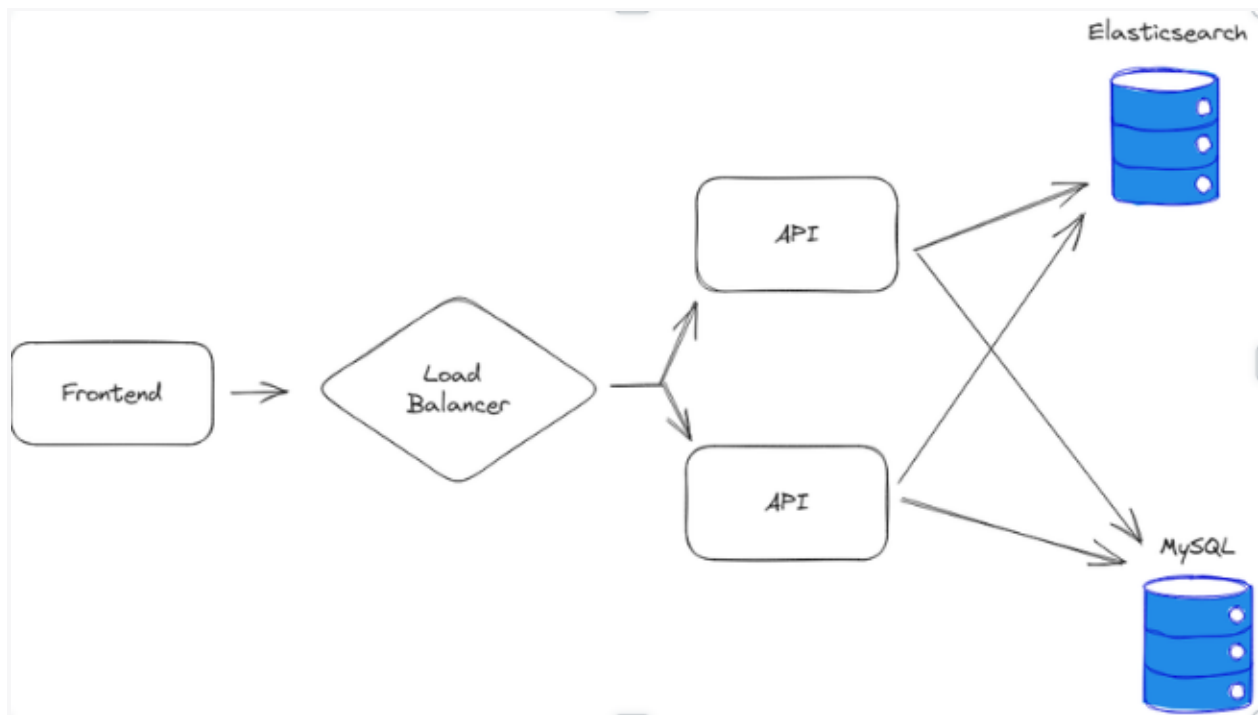 Elasticsearch
API
Frontend
Load
Balancer
API
MySQL